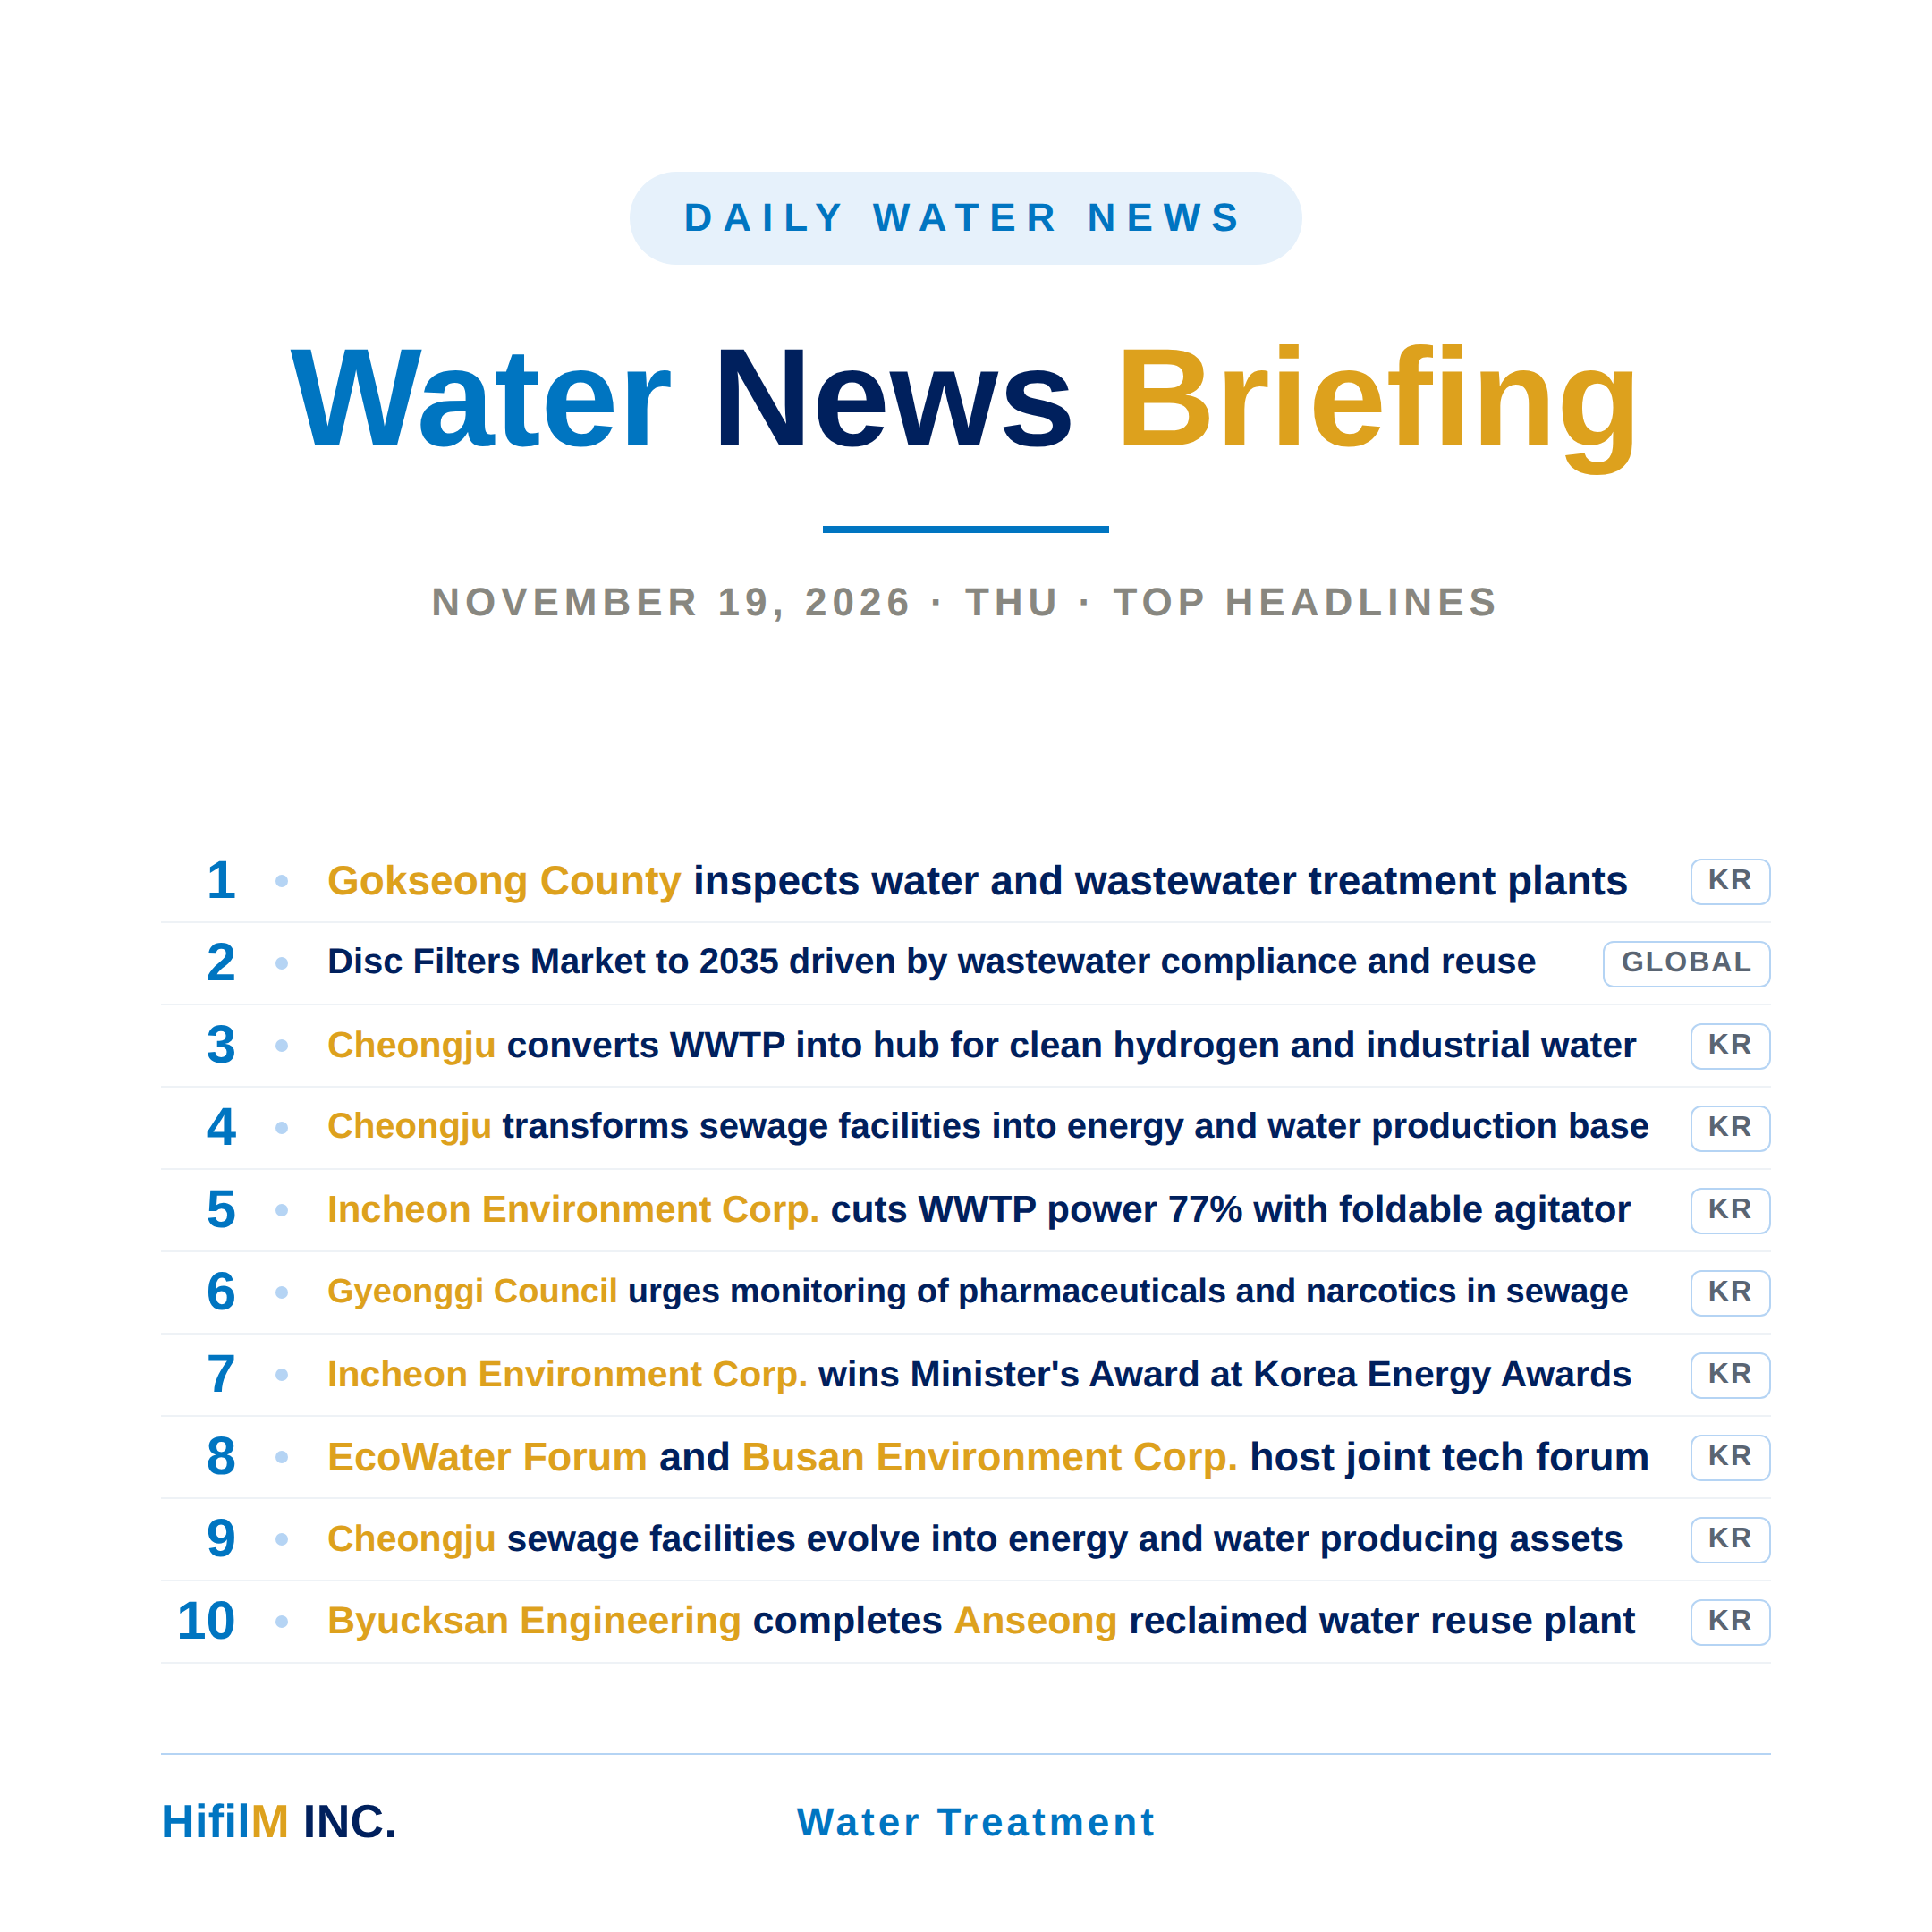 DAILY WATER NEWS
Water News Briefing
NOVEMBER 19, 2026 · THU · TOP HEADLINES
1 • Gokseong County inspects water and wastewater treatment plants KR
2 • Disc Filters Market to 2035 driven by wastewater compliance and reuse GLOBAL
3 • Cheongju converts WWTP into hub for clean hydrogen and industrial water KR
4 • Cheongju transforms sewage facilities into energy and water production base KR
5 • Incheon Environment Corp. cuts WWTP power 77% with foldable agitator KR
6 • Gyeonggi Council urges monitoring of pharmaceuticals and narcotics in sewage KR
7 • Incheon Environment Corp. wins Minister's Award at Korea Energy Awards KR
8 • EcoWater Forum and Busan Environment Corp. host joint tech forum KR
9 • Cheongju sewage facilities evolve into energy and water producing assets KR
10 • Byucksan Engineering completes Anseong reclaimed water reuse plant KR
HifilM INC. Water Treatment